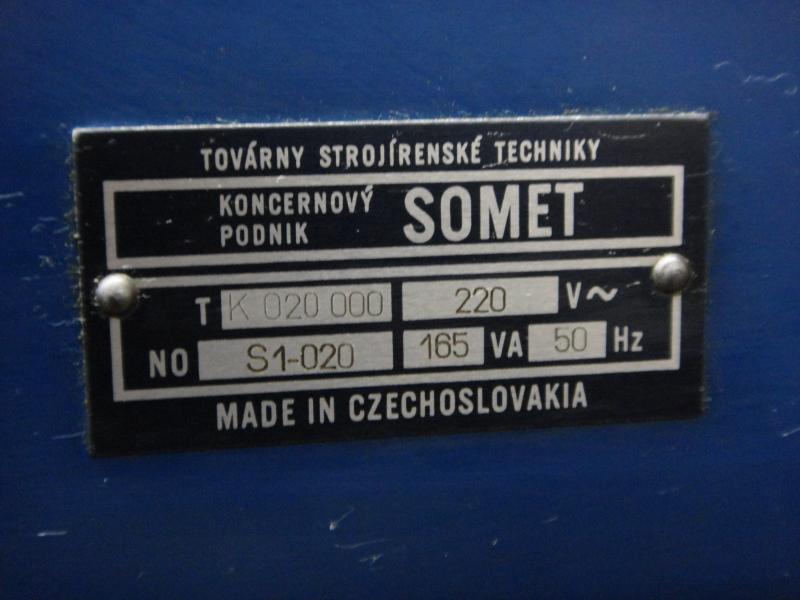 TOVÁRNY STROJÍRENSKÉ TECHNIKY
KONCERNOVÝ
PODNIK
SOMET
T K 020 000 220 V~
NO S1-020 165 VA 50 Hz
MADE IN CZECHOSLOVAKIA